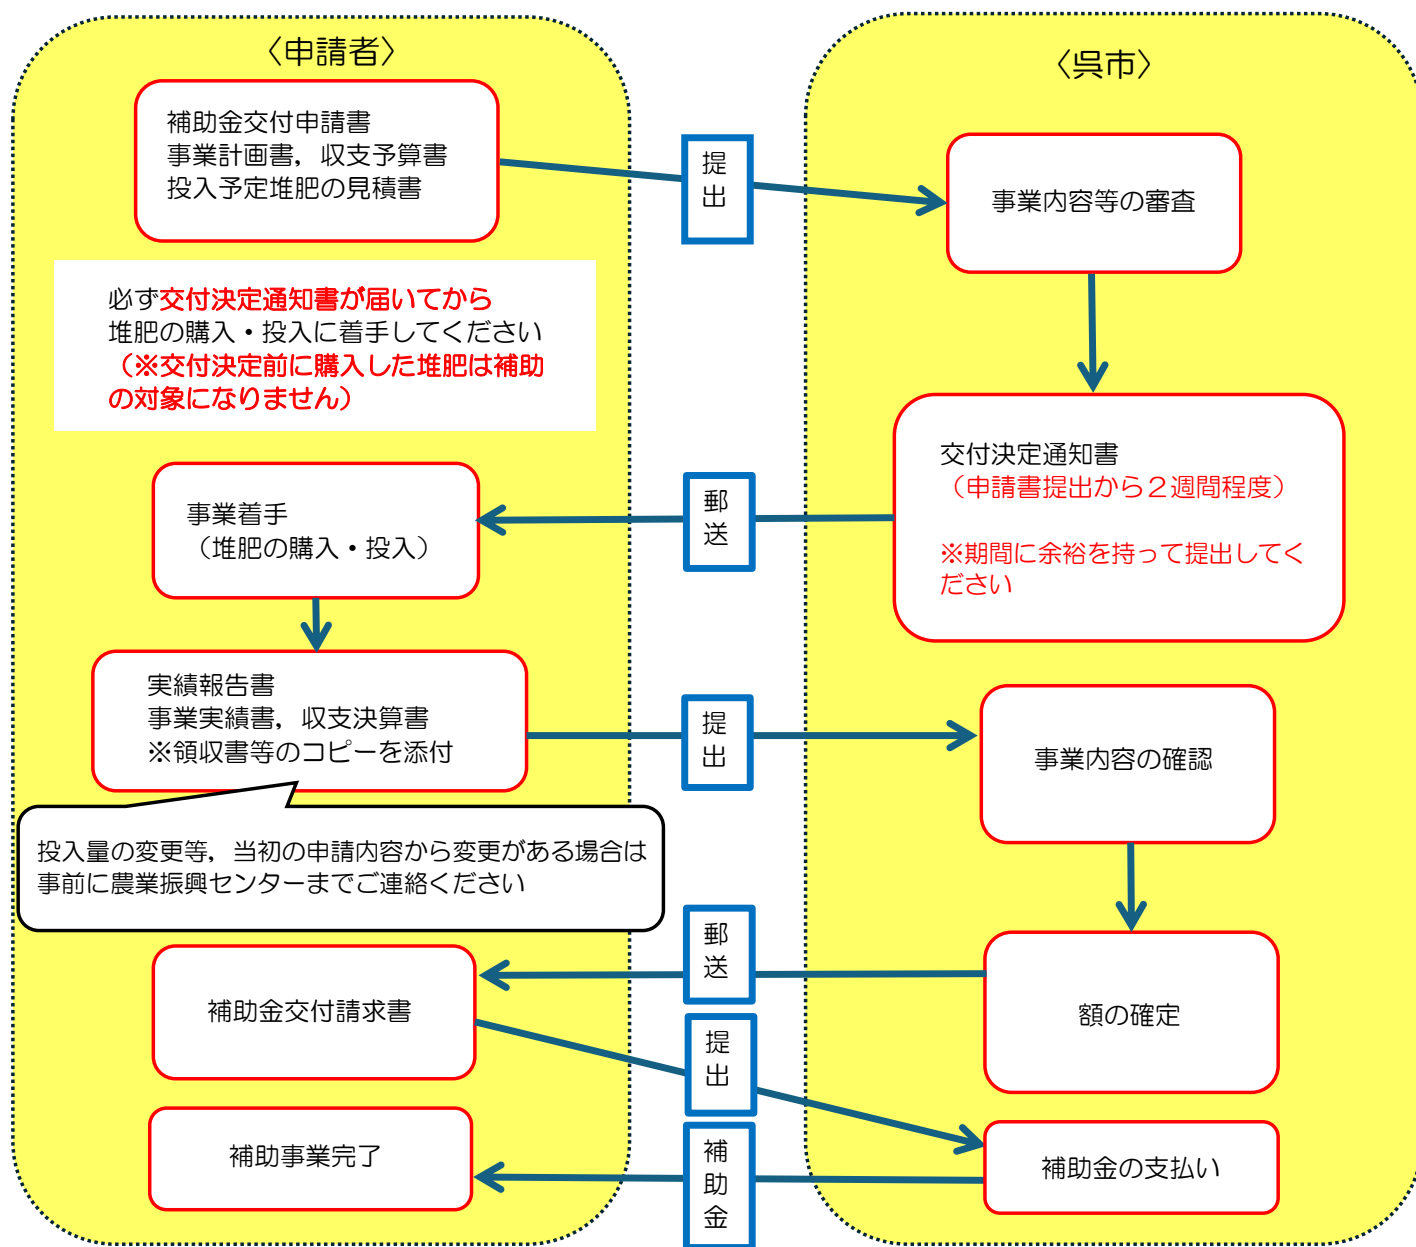 〈申請者〉
補助金交付申請書
事業計画書，収支予算書
投入予定堆肥の見積書
提出
〈呉市〉
事業内容等の審査
必ず交付決定通知書が届いてから
堆肥の購入・投入に着手してください
（※交付決定前に購入した堆肥は補助
の対象になりません）
交付決定通知書
（申請書提出から２週間程度）
※期間に余裕を持って提出してく
ださい
郵送
事業着手
（堆肥の購入・投入）
実績報告書
事業実績書，収支決算書
※領収書等のコピーを添付
提出
事業内容の確認
投入量の変更等，当初の申請内容から変更がある場合は
事前に農業振興センターまでご連絡ください
額の確定
郵送
補助金交付請求書
提出
補助金の支払い
補助金
補助事業完了